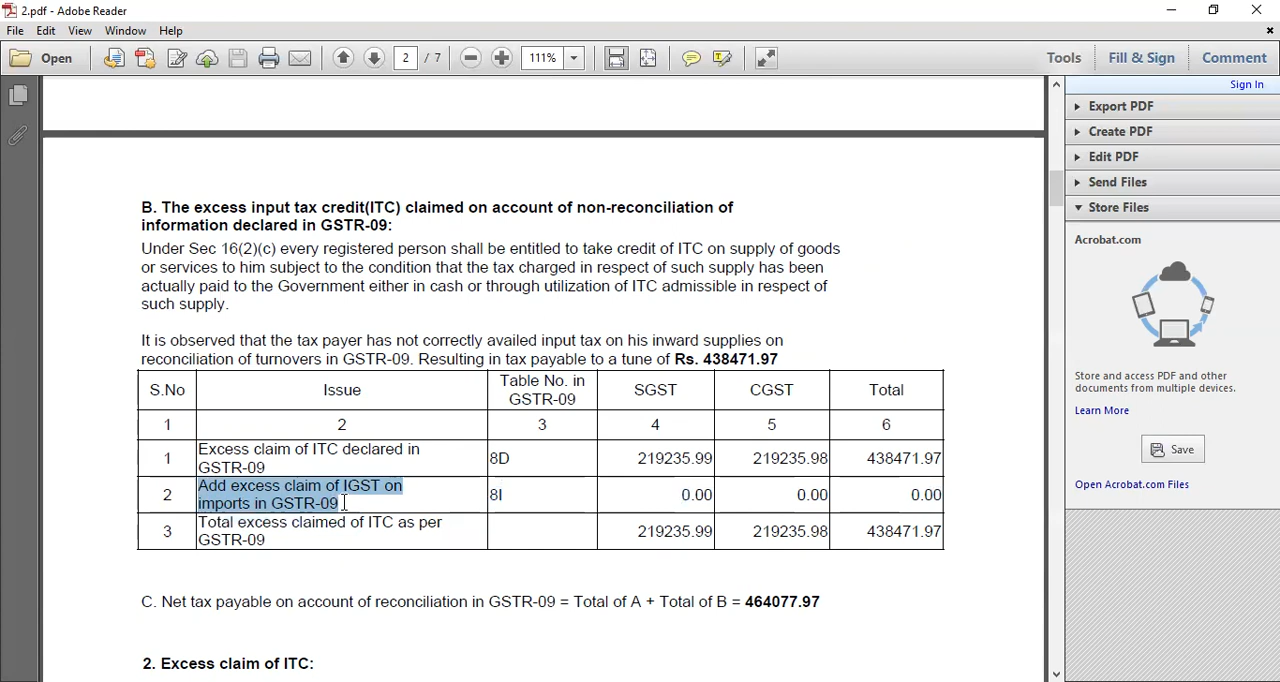 2.pdf - Adobe Reader
File Edit View Window Help
Open 2 / 7 111% Tools Fill & Sign Comment
Sign In
Export PDF
Create PDF
Edit PDF
Send Files
Store Files
Acrobat.com
Store and access PDF and other
documents from multiple devices.
Learn More
Save
Open Acrobat.com Files
B. The excess input tax credit(ITC) claimed on account of non-reconciliation of
information declared in GSTR-09:
Under Sec 16(2)(c) every registered person shall be entitled to take credit of ITC on supply of goods
or services to him subject to the condition that the tax charged in respect of such supply has been
actually paid to the Government either in cash or through utilization of ITC admissible in respect of
such supply.
It is observed that the tax payer has not correctly availed input tax on his inward supplies on
reconciliation of turnovers in GSTR-09. Resulting in tax payable to a tune of Rs. 438471.97
S.No Issue Table No. in GSTR-09 SGST CGST Total
1 2 3 4 5 6
1 Excess claim of ITC declared in GSTR-09 8D 219235.99 219235.98 438471.97
2 Add excess claim of IGST on imports in GSTR-09 8I 0.00 0.00 0.00
3 Total excess claimed of ITC as per GSTR-09 219235.99 219235.98 438471.97
C. Net tax payable on account of reconciliation in GSTR-09 = Total of A + Total of B = 464077.97
2. Excess claim of ITC: